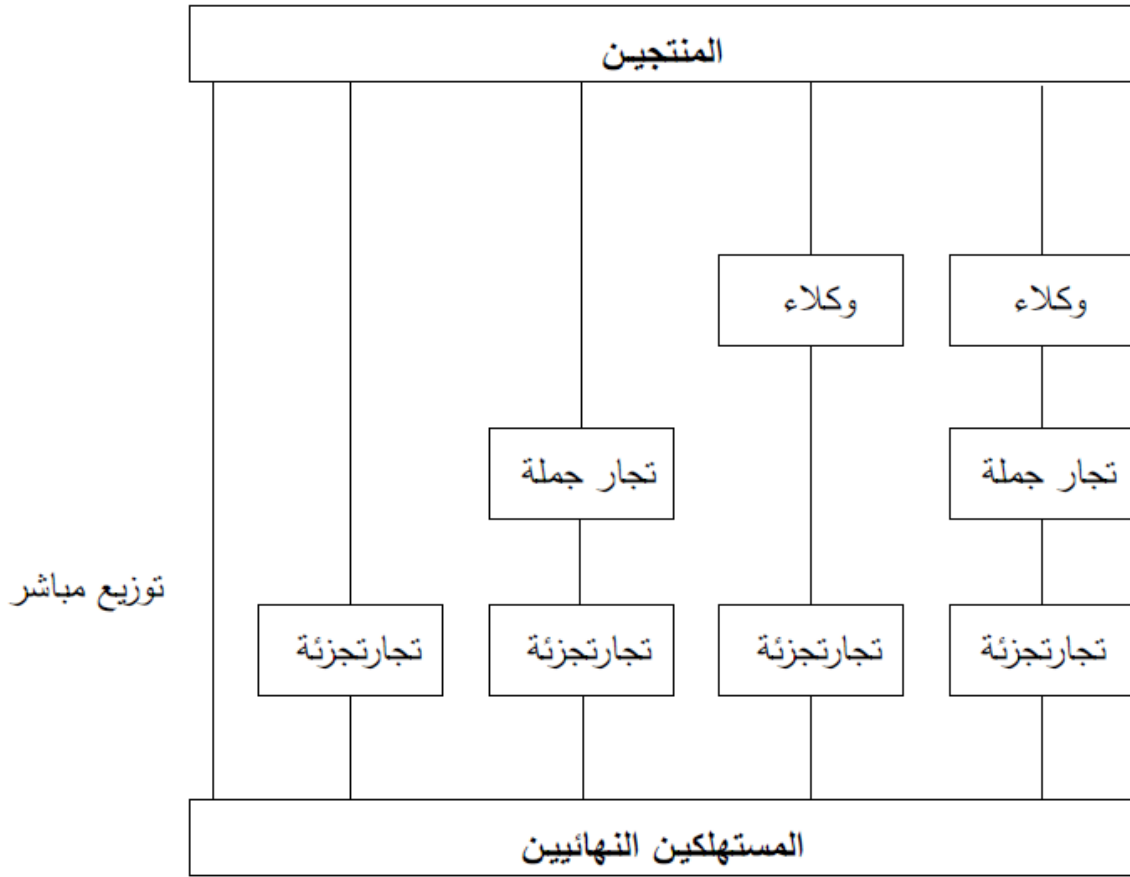 المنتجين
وكلاء
وكلاء
تجار جملة
تجار جملة
توزيع مباشر
تجارتجزئة
تجارتجزئة
تجارتجزئة
تجارتجزئة
المستهلكين النهائيين